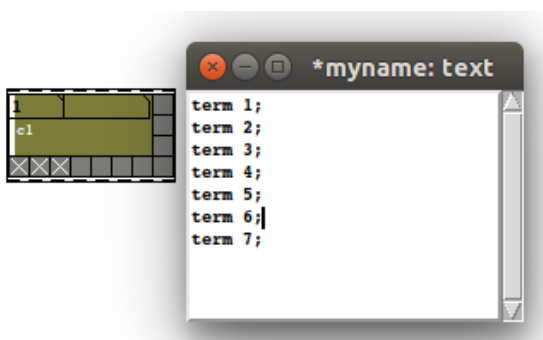 *myname: text
1
c1
term 1;
term 2;
term 3;
term 4;
term 5;
term 6;
term 7;